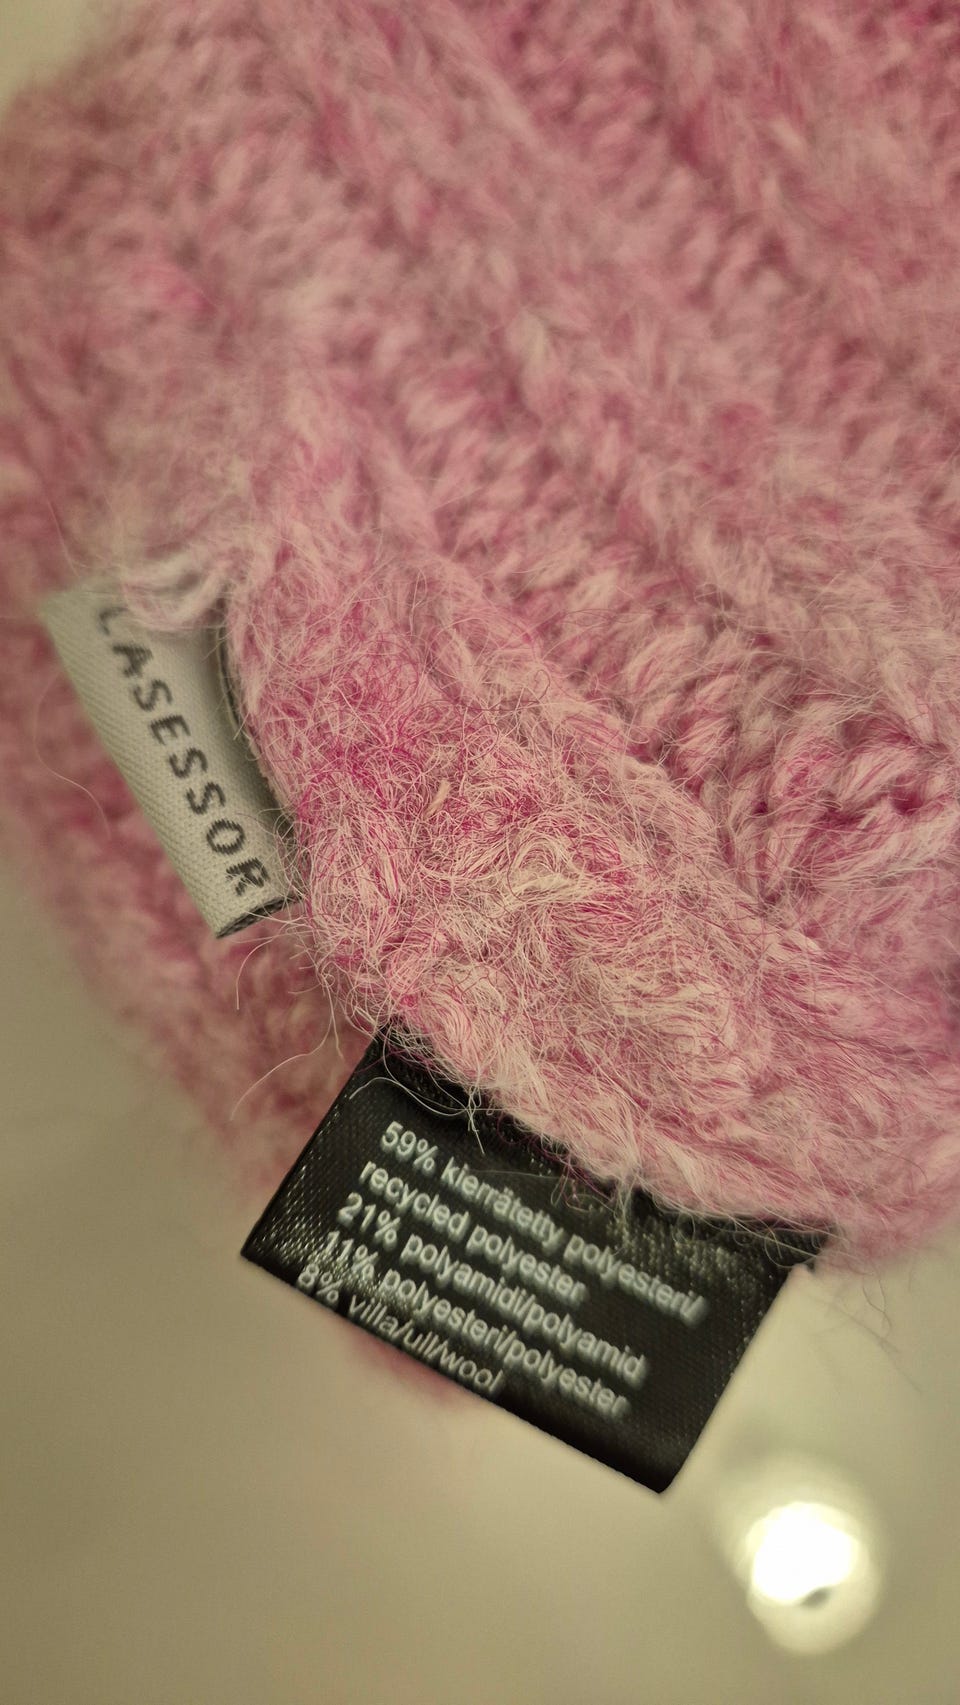 LASESSOR
59% kierrätetty polyesteri/
recycled polyester
21% polyamidi/polyamid
11% polyesteri/polyester
8% villa/ull/wool